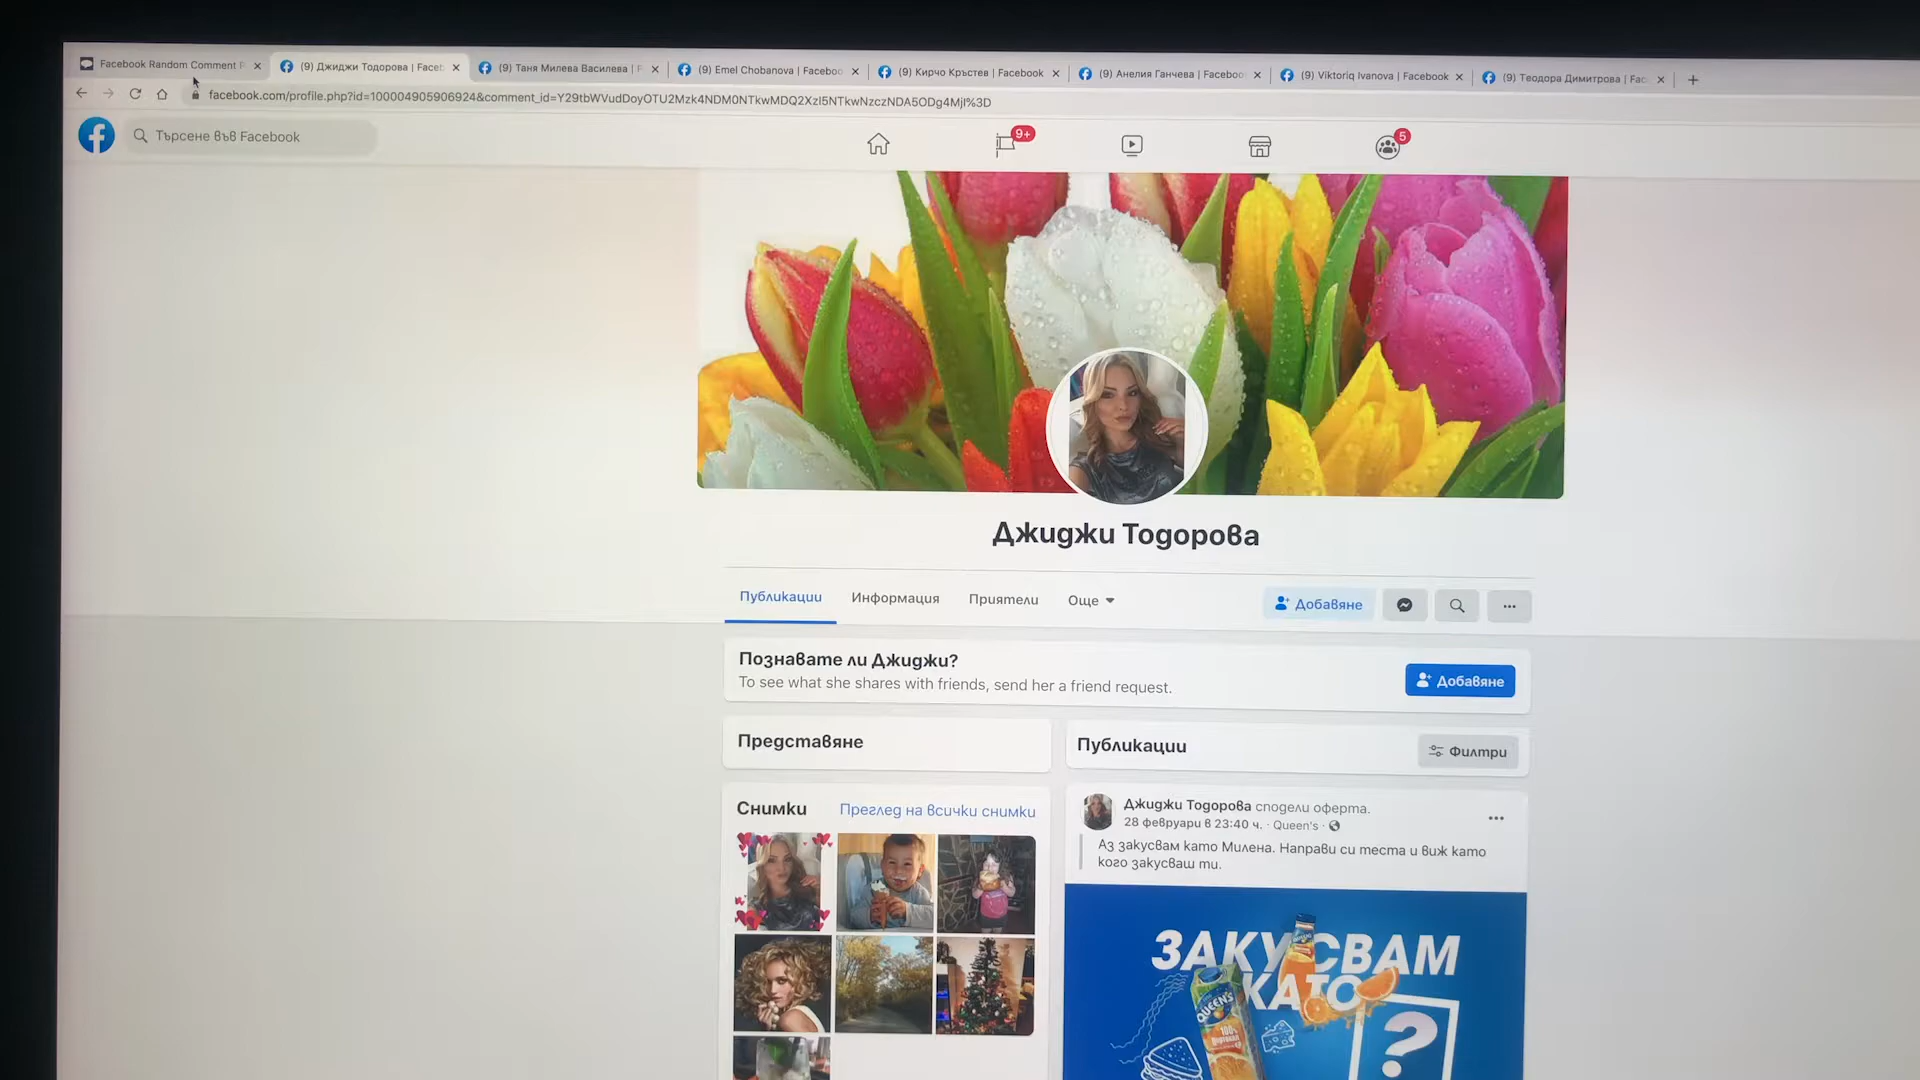 Facebook Random Comment P
(9) Джиджи Тодорова | Faceb
(9) Таня Милева Василева | F
(9) Emel Chobanova | Faceboo
(9) Кирчо Кръстев | Facebook
(9) Анелия Ганчева | Faceboo
(9) Viktoriq Ivanova | Facebook
(9) Теодора Димитрова | Fac
facebook.com/profile.php?id=100004905906924&comment_id=Y29tbWVudDoyOTU2Mzk4NDM0NTkwMDQ2XzI5NTkwNzczNDA5ODg4MjI%3D
Търсене във Facebook
9+
5
Джиджи Тодорова
Публикации
Информация
Приятели
Още
Добавяне
Познавате ли Джиджи?
To see what she shares with friends, send her a friend request.
Добавяне
Представяне
Публикации
Филтри
Снимки
Преглед на всички снимки
Джиджи Тодорова сподели оферта.
28 февруари в 23:40 ч. · Queen's ·
Аз закусвам като Милена. Направи си теста и виж като
кого закусваш ти.
ЗАКУСВАМ
КАТО
?
QUEEN'S
100%